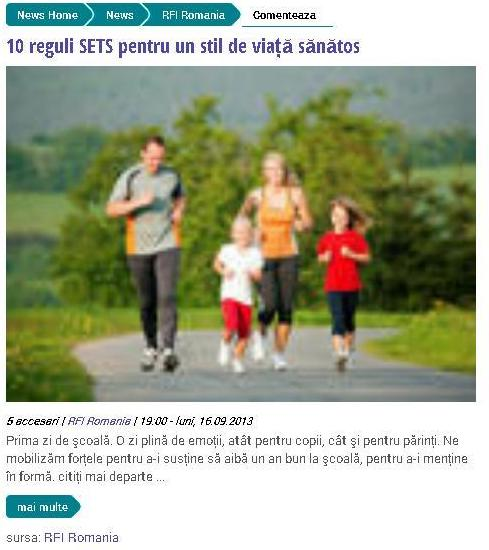 News Home News RFI Romania Comenteaza
10 reguli SETS pentru un stil de viață sănătos
5 accesari | RFI Romania | 19:00 - luni, 16.09.2013
Prima zi de şcoală. O zi plină de emoţii, atât pentru copii, cât şi pentru părinţi. Ne
mobilizăm forţele pentru a-i susţine să aibă un an bun la şcoală, pentru a-i menţine
în formă. citiţi mai departe ...
mai multe
sursa: RFI Romania